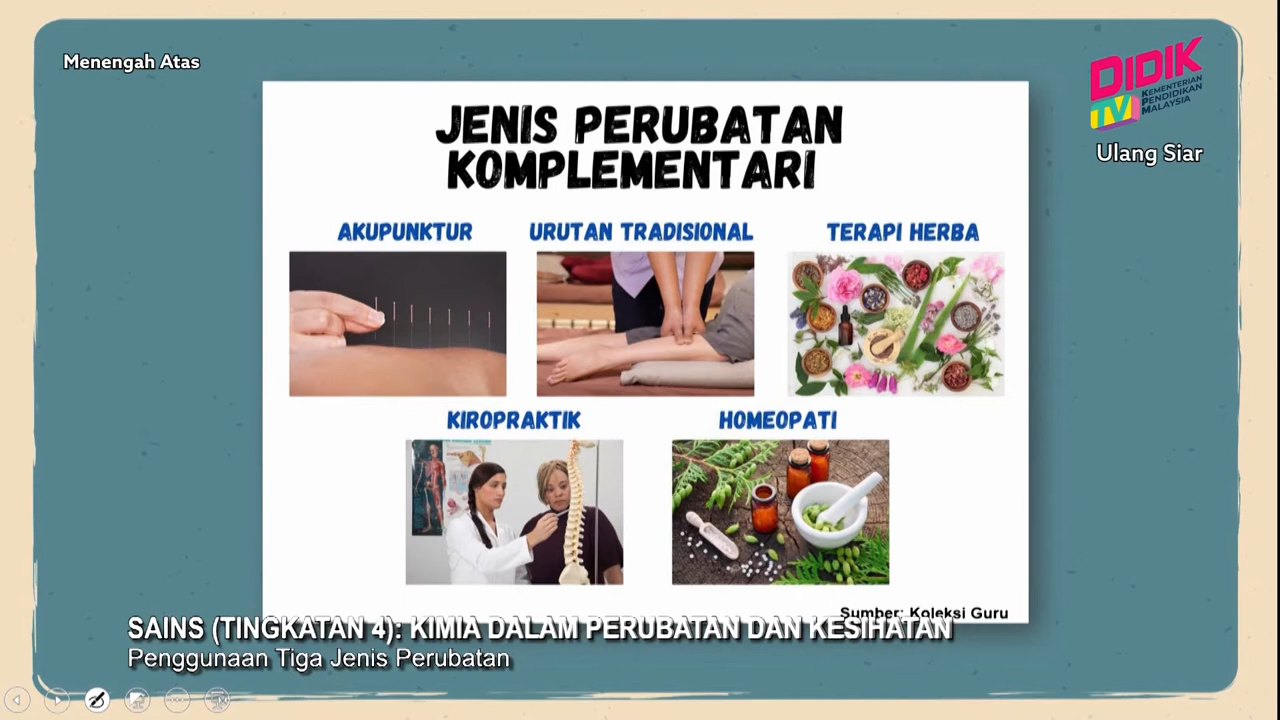 Menengah Atas
DIDIK
TV
KEMENTERIAN
PENDIDIKAN
MALAYSIA
Ulang Siar
JENIS PERUBATAN
KOMPLEMENTARI
AKUPUNKTUR
URUTAN TRADISIONAL
TERAPI HERBA
KIROPRAKTIK
HOMEOPATI
Sumber: Koleksi Guru
SAINS (TINGKATAN 4): KIMIA DALAM PERUBATAN DAN KESIHATAN
Penggunaan Tiga Jenis Perubatan